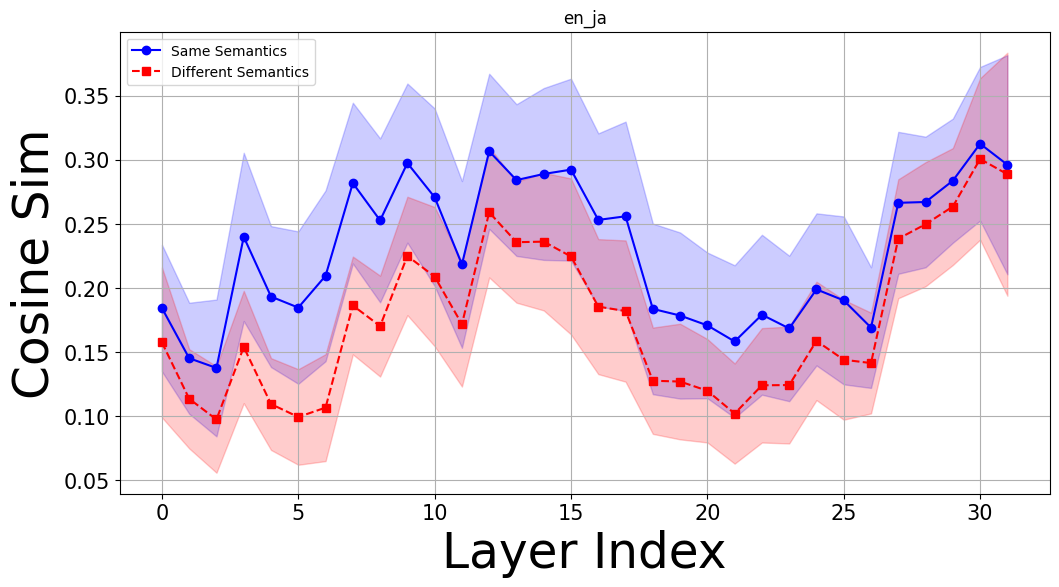 en_ja
Same Semantics
Different Semantics
Cosine Sim
0.35
0.30
0.25
0.20
0.15
0.10
0.05
0 5 10 15 20 25 30
Layer Index